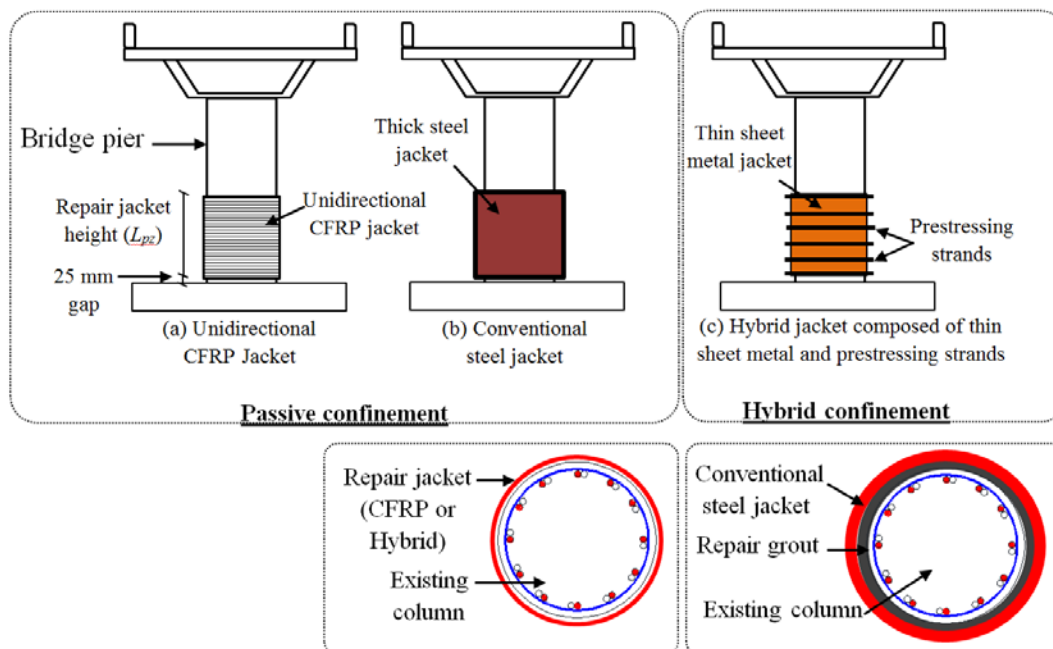 Bridge pier
Repair jacket
height (Lpz)
25 mm
gap
Unidirectional
CFRP jacket
(a) Unidirectional
CFRP Jacket
Thick steel
jacket
(b) Conventional
steel jacket
Passive confinement
Thin sheet
metal jacket
Prestressing
strands
(c) Hybrid jacket composed of thin
sheet metal and prestressing strands
Hybrid confinement
Repair jacket
(CFRP or
Hybrid)
Existing
column
Conventional
steel jacket
Repair grout
Existing column